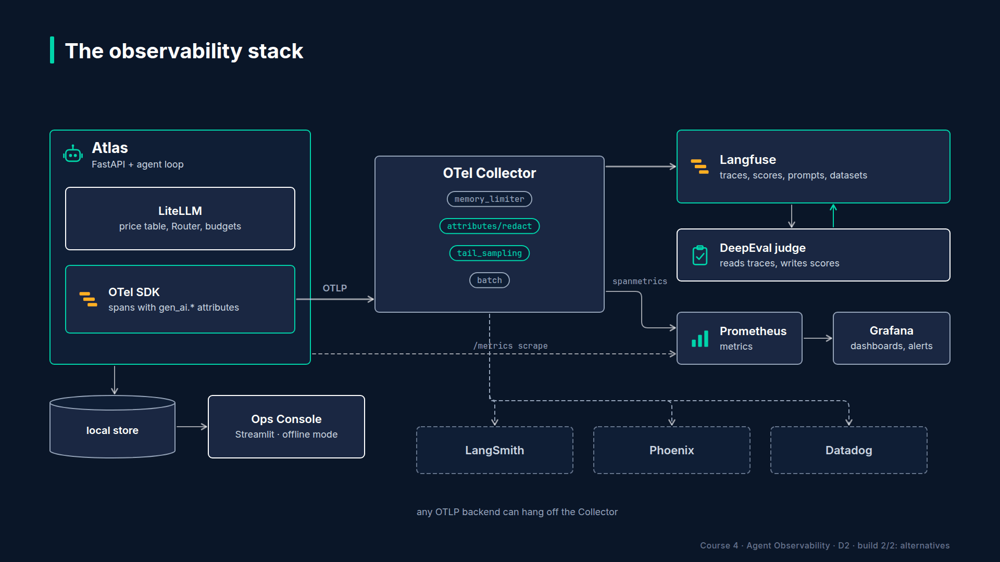 The observability stack
Atlas
FastAPI + agent loop
LiteLLM
price table, Router, budgets
OTel SDK
spans with gen_ai.* attributes
OTLP
OTel Collector
memory_limiter
attributes/redact
tail_sampling
batch
spanmetrics
/metrics scrape
Langfuse
traces, scores, prompts, datasets
DeepEval judge
reads traces, writes scores
Prometheus
metrics
Grafana
dashboards, alerts
local store
Ops Console
Streamlit · offline mode
LangSmith
Phoenix
Datadog
any OTLP backend can hang off the Collector
Course 4 · Agent Observability · D2 · build 2/2: alternatives